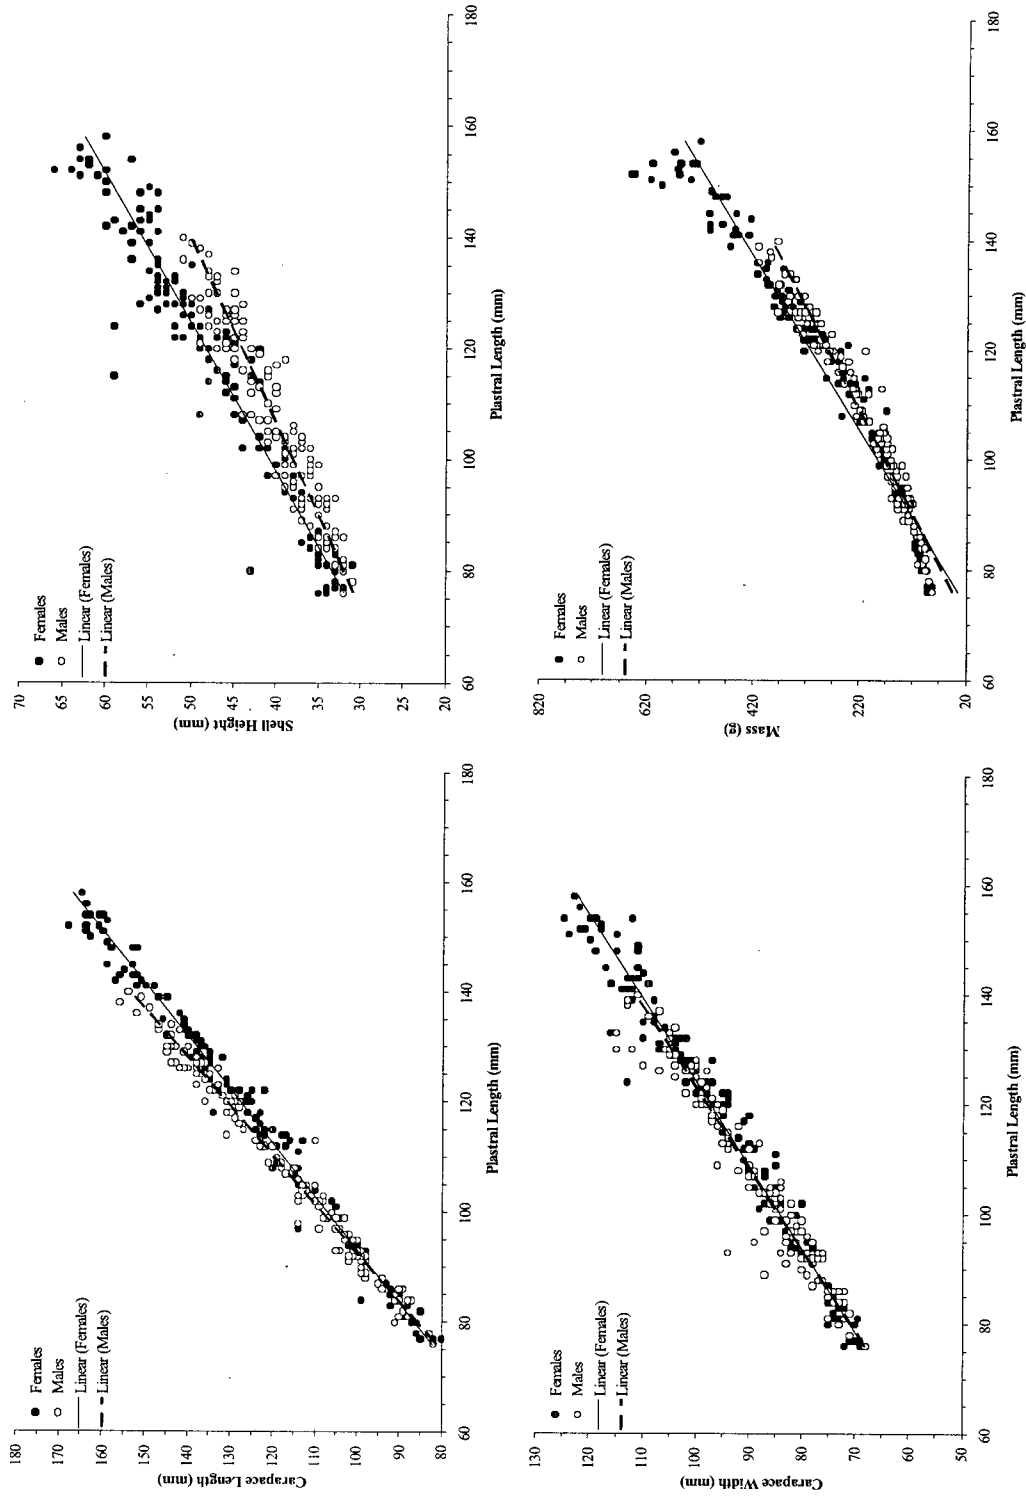 180
170
160
150
140
130
120
110
100
90
80
Carapace Length (mm)
Females
Males
Linear (Females)
Linear (Males)
60
80
100
120
140
160
180
Plastral Length (mm)
70
65
60
55
50
45
40
35
30
25
20
Shell Height (mm)
Females
Males
Linear (Females)
Linear (Males)
60
80
100
120
140
160
180
Plastral Length (mm)
130
120
110
100
90
80
70
60
50
Carapace Width (mm)
Females
Males
Linear (Females)
Linear (Males)
60
80
100
120
140
160
180
Plastral Length (mm)
820
620
420
220
20
Mass (g)
Females
Males
Linear (Females)
Linear (Males)
60
80
100
120
140
160
180
Plastral Length (mm)